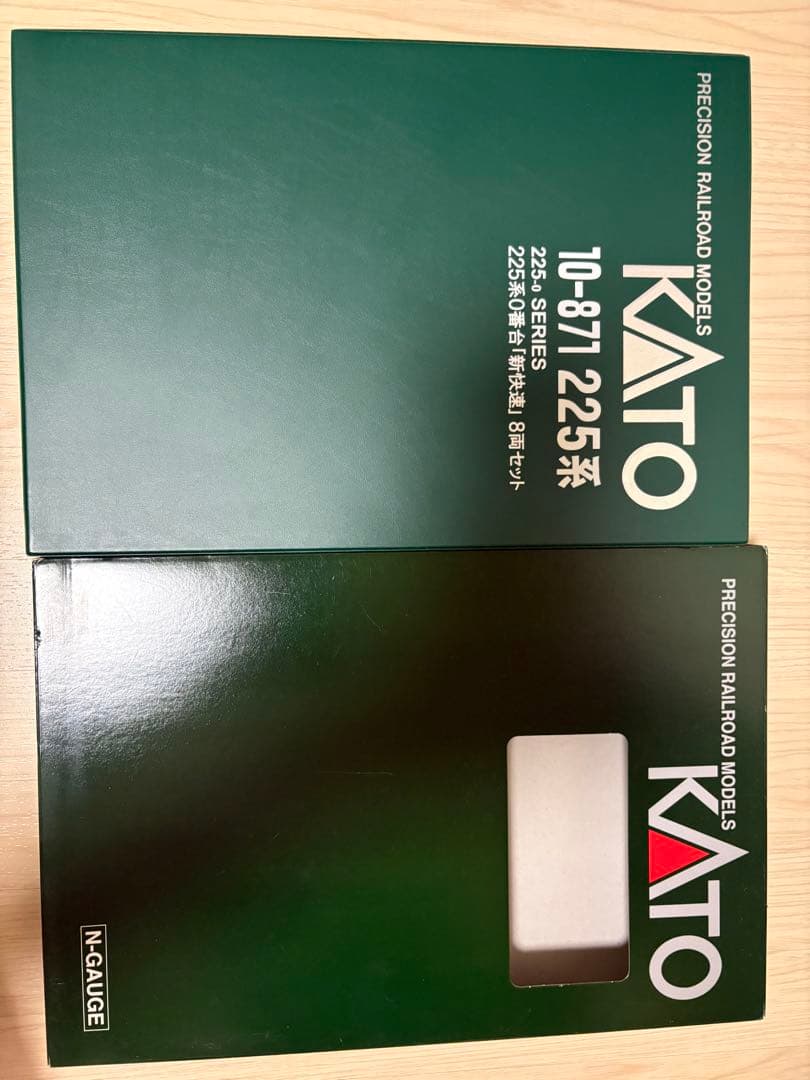 PRECISION RAILROAD MODELS
KATO
10-871 225系
225-0 SERIES
225系0番台「新快速」8両セット
PRECISION RAILROAD MODELS
KATO
N-GAUGE